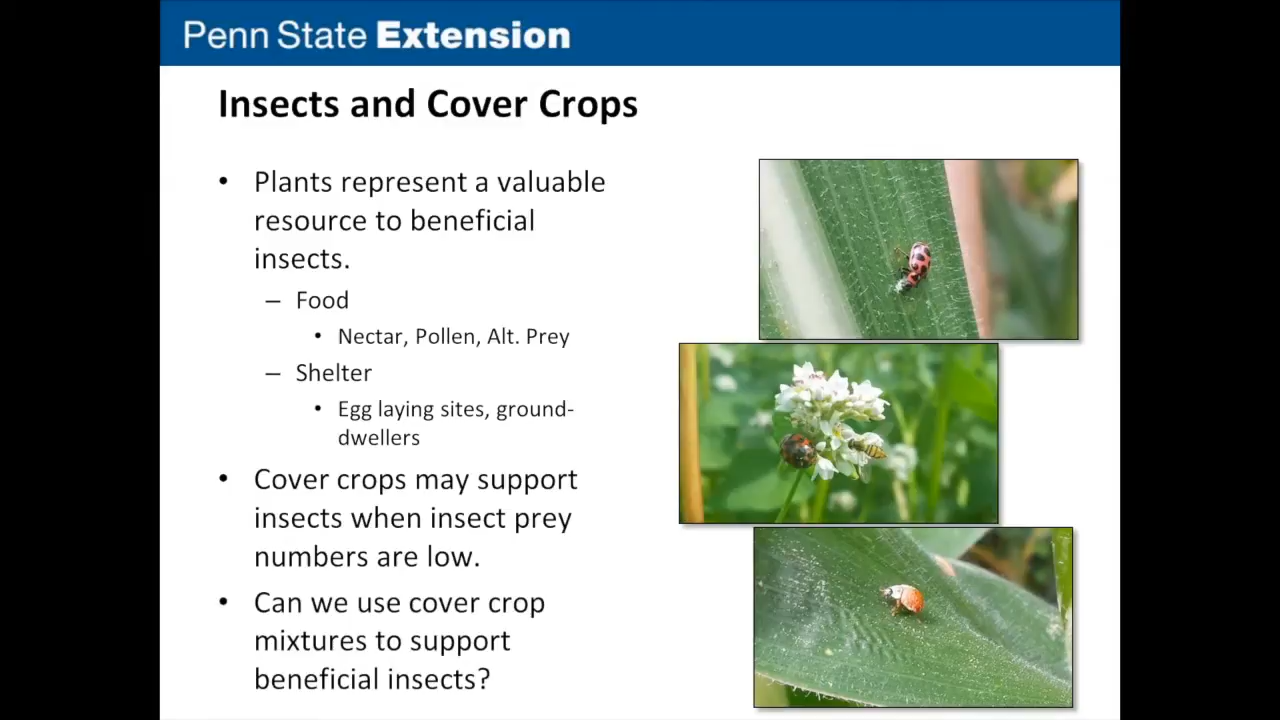 Penn State Extension
Insects and Cover Crops
• Plants represent a valuable
resource to beneficial
insects.
– Food
• Nectar, Pollen, Alt. Prey
– Shelter
• Egg laying sites, ground-
dwellers
• Cover crops may support
insects when insect prey
numbers are low.
• Can we use cover crop
mixtures to support
beneficial insects?